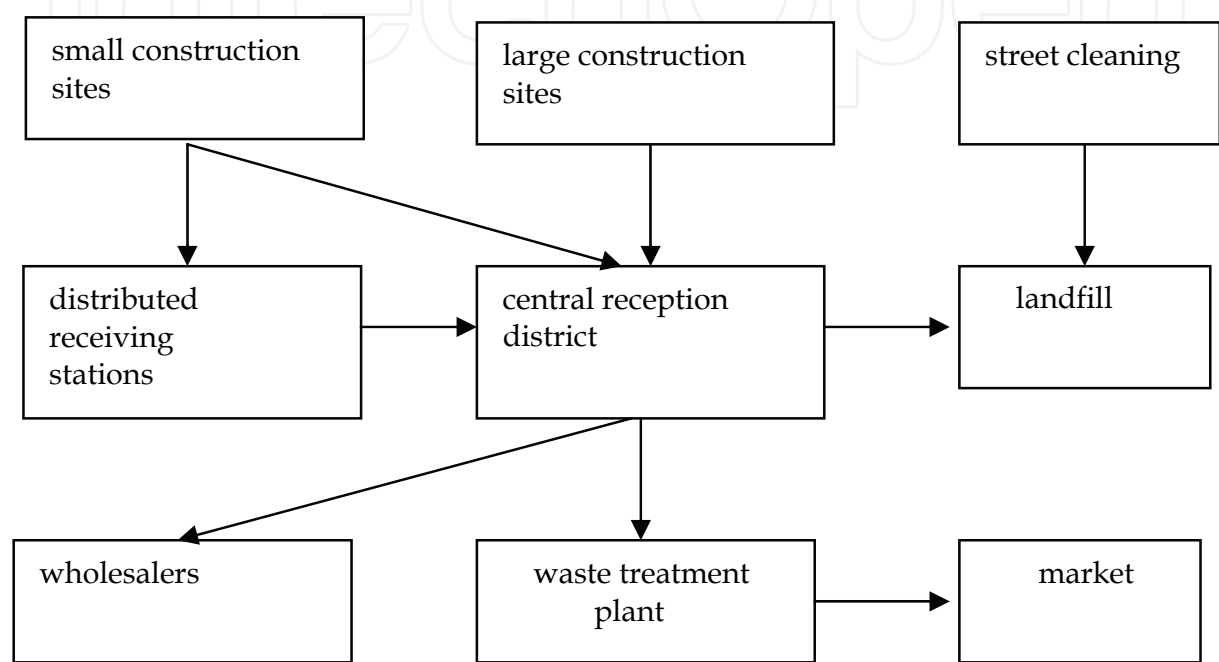 small construction
sites
large construction
sites
street cleaning
distributed
receiving
stations
central reception
district
landfill
wholesalers
waste treatment
plant
market